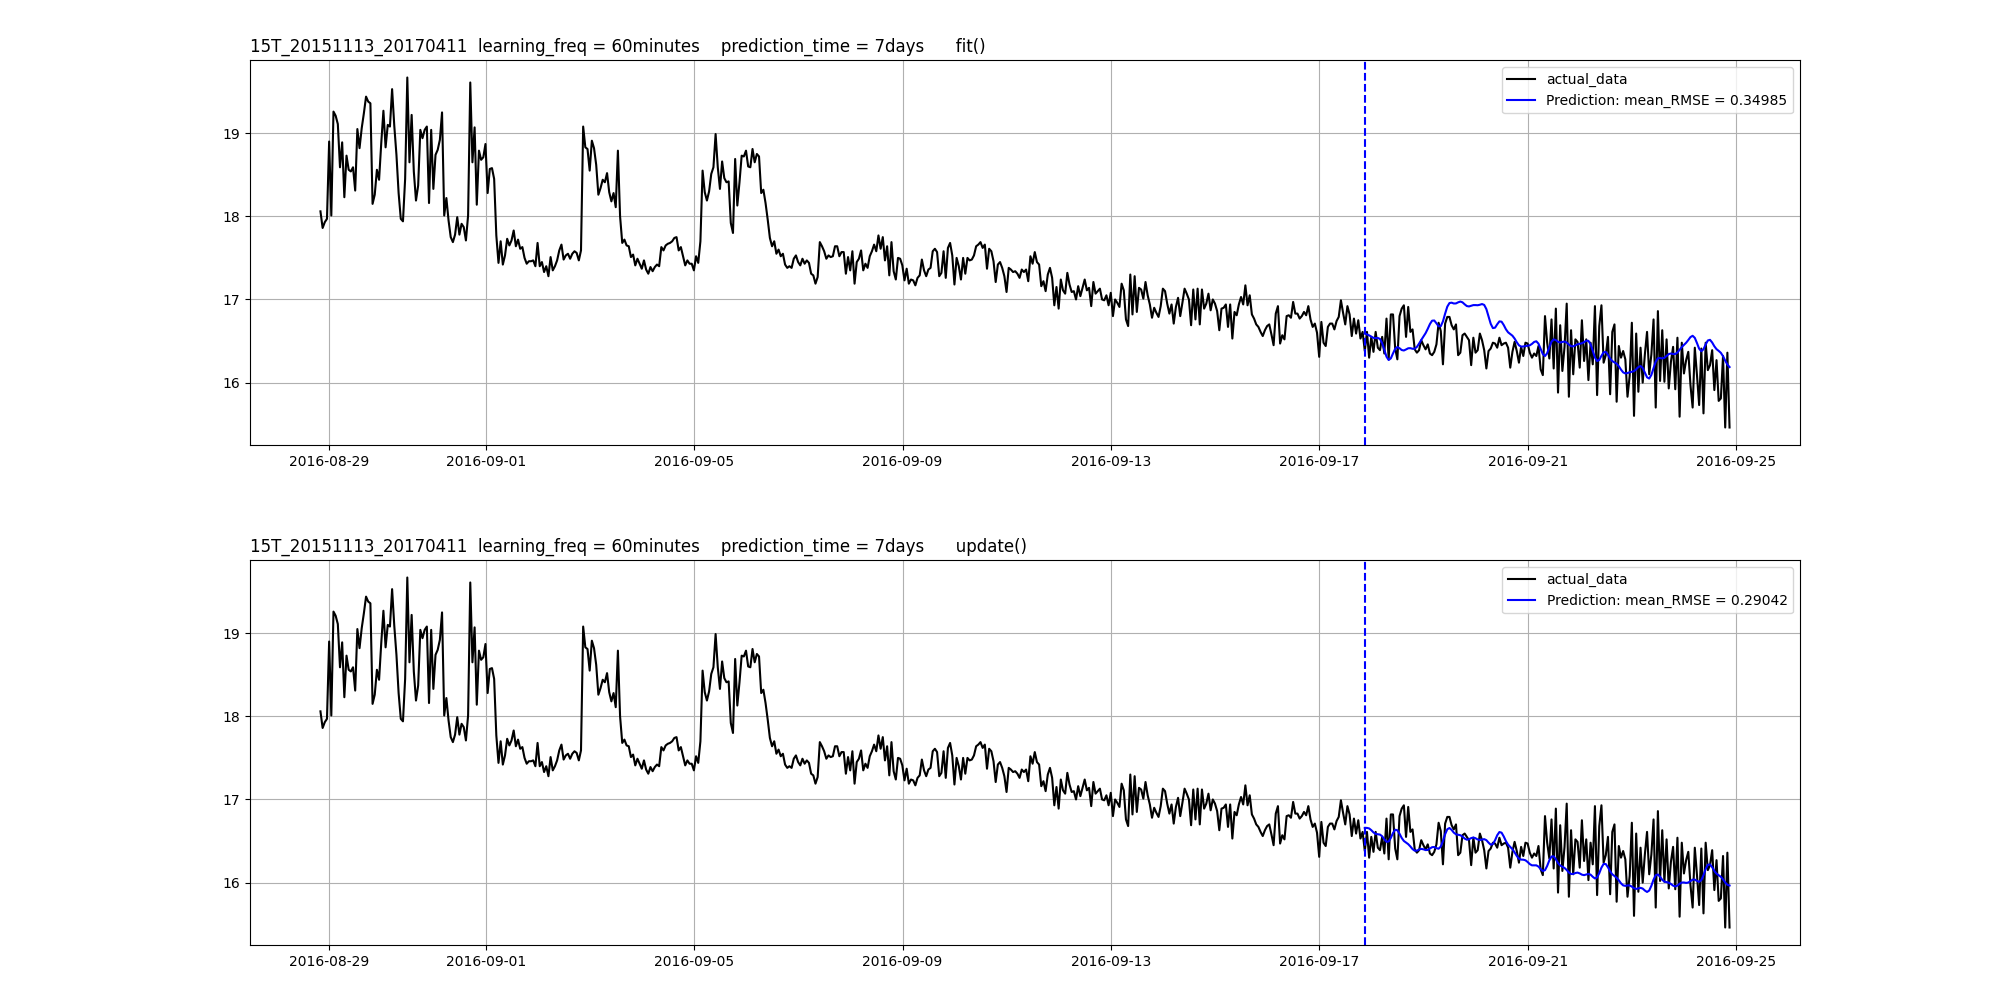 15T_20151113_20170411  learning_freq = 60minutes    prediction_time = 7days      fit()
actual_data
Prediction: mean_RMSE = 0.34985
19
18
17
16
2016-08-29 2016-09-01 2016-09-05 2016-09-09 2016-09-13 2016-09-17 2016-09-21 2016-09-25
15T_20151113_20170411  learning_freq = 60minutes    prediction_time = 7days      update()
actual_data
Prediction: mean_RMSE = 0.29042
19
18
17
16
2016-08-29 2016-09-01 2016-09-05 2016-09-09 2016-09-13 2016-09-17 2016-09-21 2016-09-25